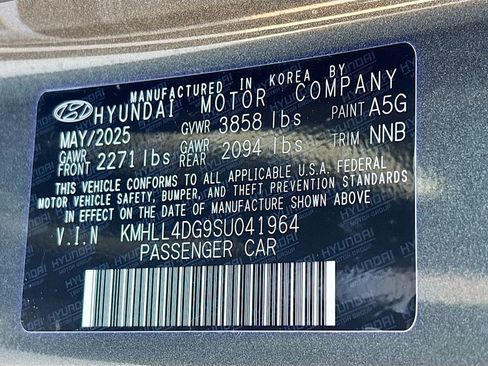 MANUFACTURED IN KOREA BY
HYUNDAI MOTOR COMPANY
MAY/2025 GVWR 3858 lbs PAINT A5G
GAWR FRONT 2271 lbs GAWR REAR 2094 lbs TRIM NNB
THIS VEHICLE CONFORMS TO ALL APPLICABLE U.S.A. FEDERAL
MOTOR VEHICLE SAFETY, BUMPER, AND THEFT PREVENTION STANDARDS
IN EFFECT ON THE DATE OF MANUFACTURE SHOWN ABOVE.
V.I.N KMHLL4DG9SU041964
PASSENGER CAR